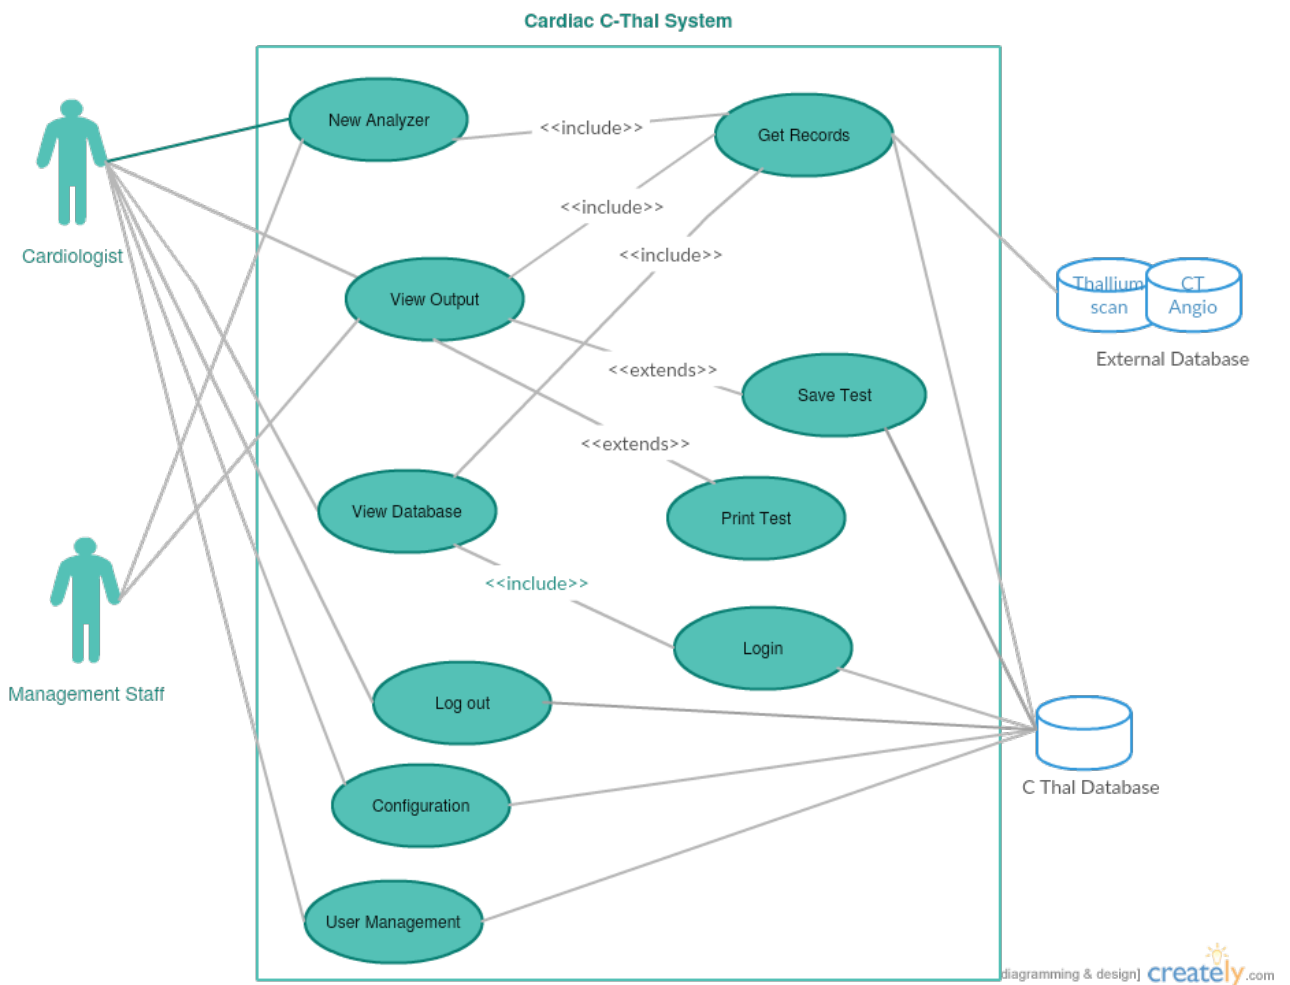 Cardiac C-Thal System
New Analyzer
<<include>>
Get Records
Cardiologist
<<include>>
<<include>>
View Output
Thallium
scan
CT
Angio
External Database
<<extends>>
Save Test
<<extends>>
View Database
Print Test
<<include>>
Login
Management Staff
Log out
C Thal Database
Configuration
User Management
diagramming & design]
creately.com